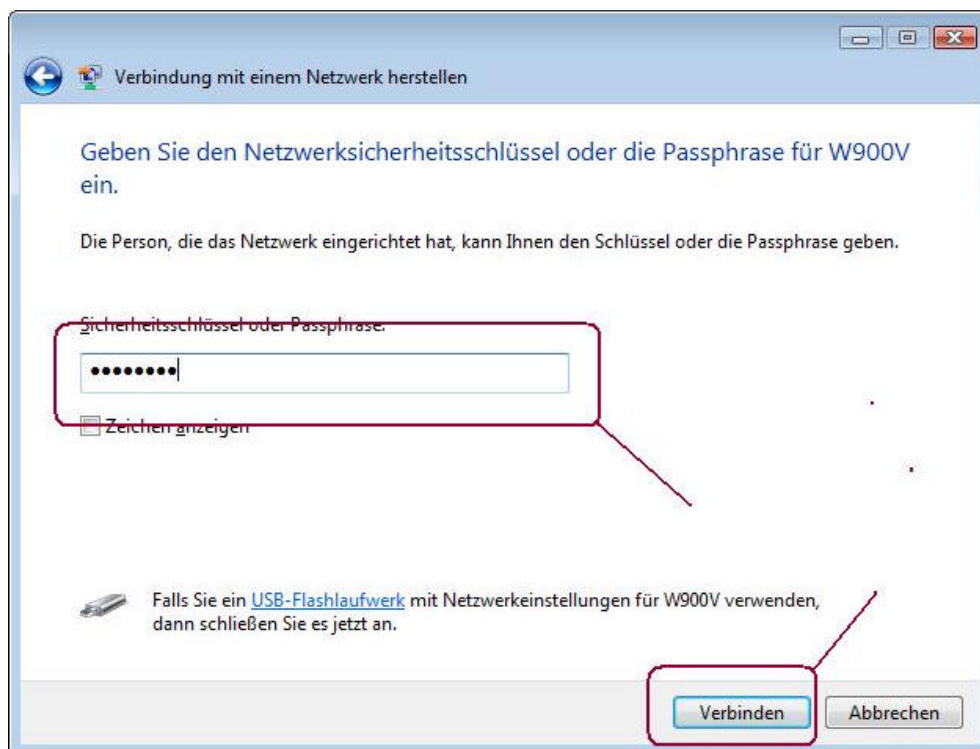 Verbindung mit einem Netzwerk herstellen
Geben Sie den Netzwerksicherheitsschlüssel oder die Passphrase für W900V
ein.
Die Person, die das Netzwerk eingerichtet hat, kann Ihnen den Schlüssel oder die Passphrase geben.
Sicherheitsschlüssel oder Passphrase:
••••••••
Zeichen anzeigen
Falls Sie ein USB-Flashlaufwerk mit Netzwerkeinstellungen für W900V verwenden,
dann schließen Sie es jetzt an.
Verbinden Abbrechen